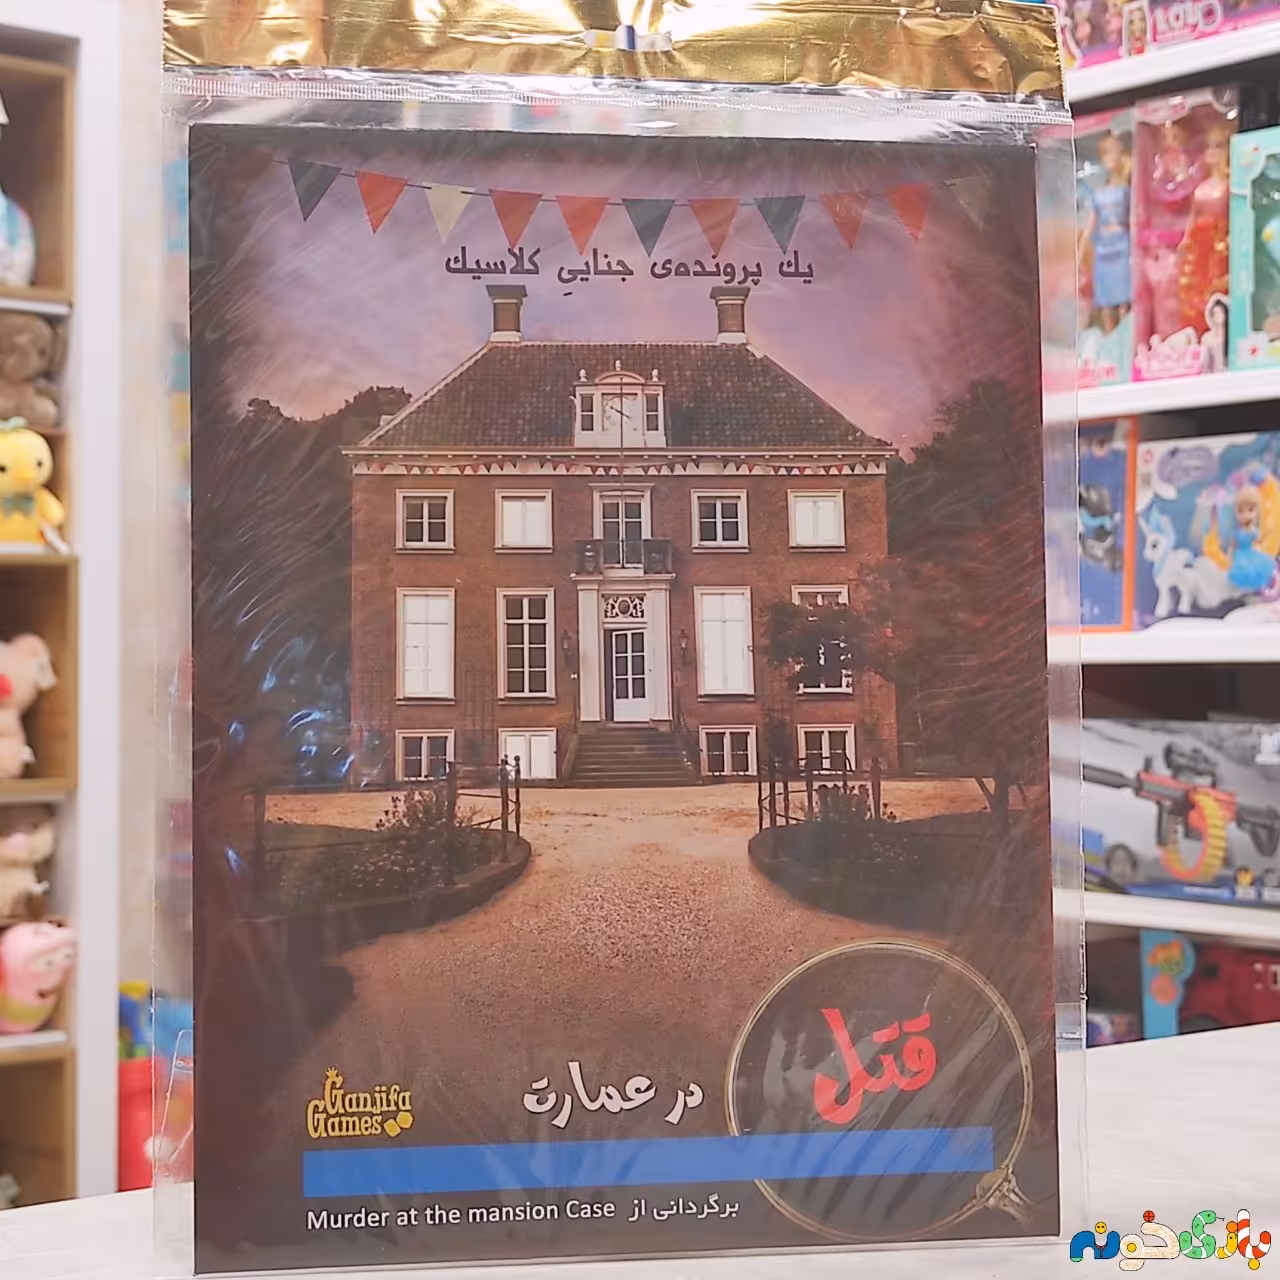 یک پرونده‌ی جناییِ کلاسیک
قتل
در عمارت
Ganjifa
Games
برگردانی از Murder at the mansion Case
بازی خونه